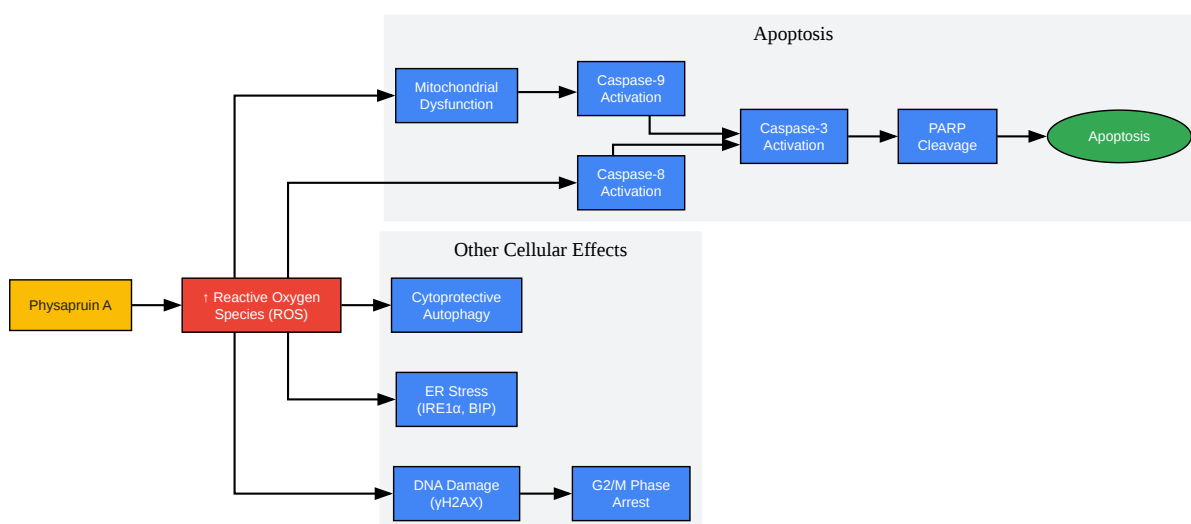 Apoptosis
Mitochondrial
Dysfunction
Caspase-9
Activation
Caspase-8
Activation
Caspase-3
Activation
PARP
Cleavage
Apoptosis
Other Cellular Effects
Physapruin A
↑ Reactive Oxygen
Species (ROS)
Cytoprotective
Autophagy
ER Stress
(IRE1α, BIP)
DNA Damage
(γH2AX)
G2/M Phase
Arrest